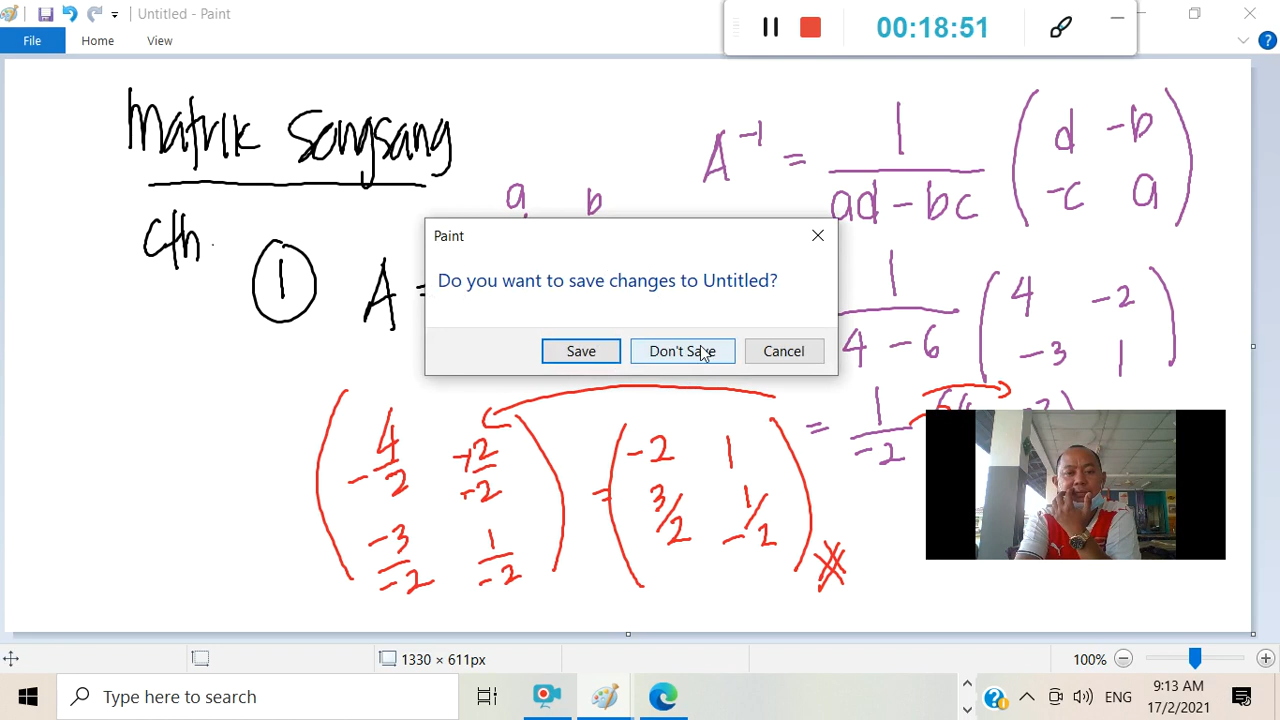 Untitled - Paint
00:18:51
File Home View
Matrik Songsang
A⁻¹ = 1/(ad - bc) (d -b
-c a)
Cth
a b
① A =
Paint
Do you want to save changes to Untitled?
Save Don't Save Cancel
1/(4 - 6) (4 -2
-3 1)
= 1/-2
(4/-2 -2/-2
-3/-2 1/-2)
= (-2 1
3/2 1/-2)
1330 × 611px
100%
Type here to search
ENG
9:13 AM
17/2/2021